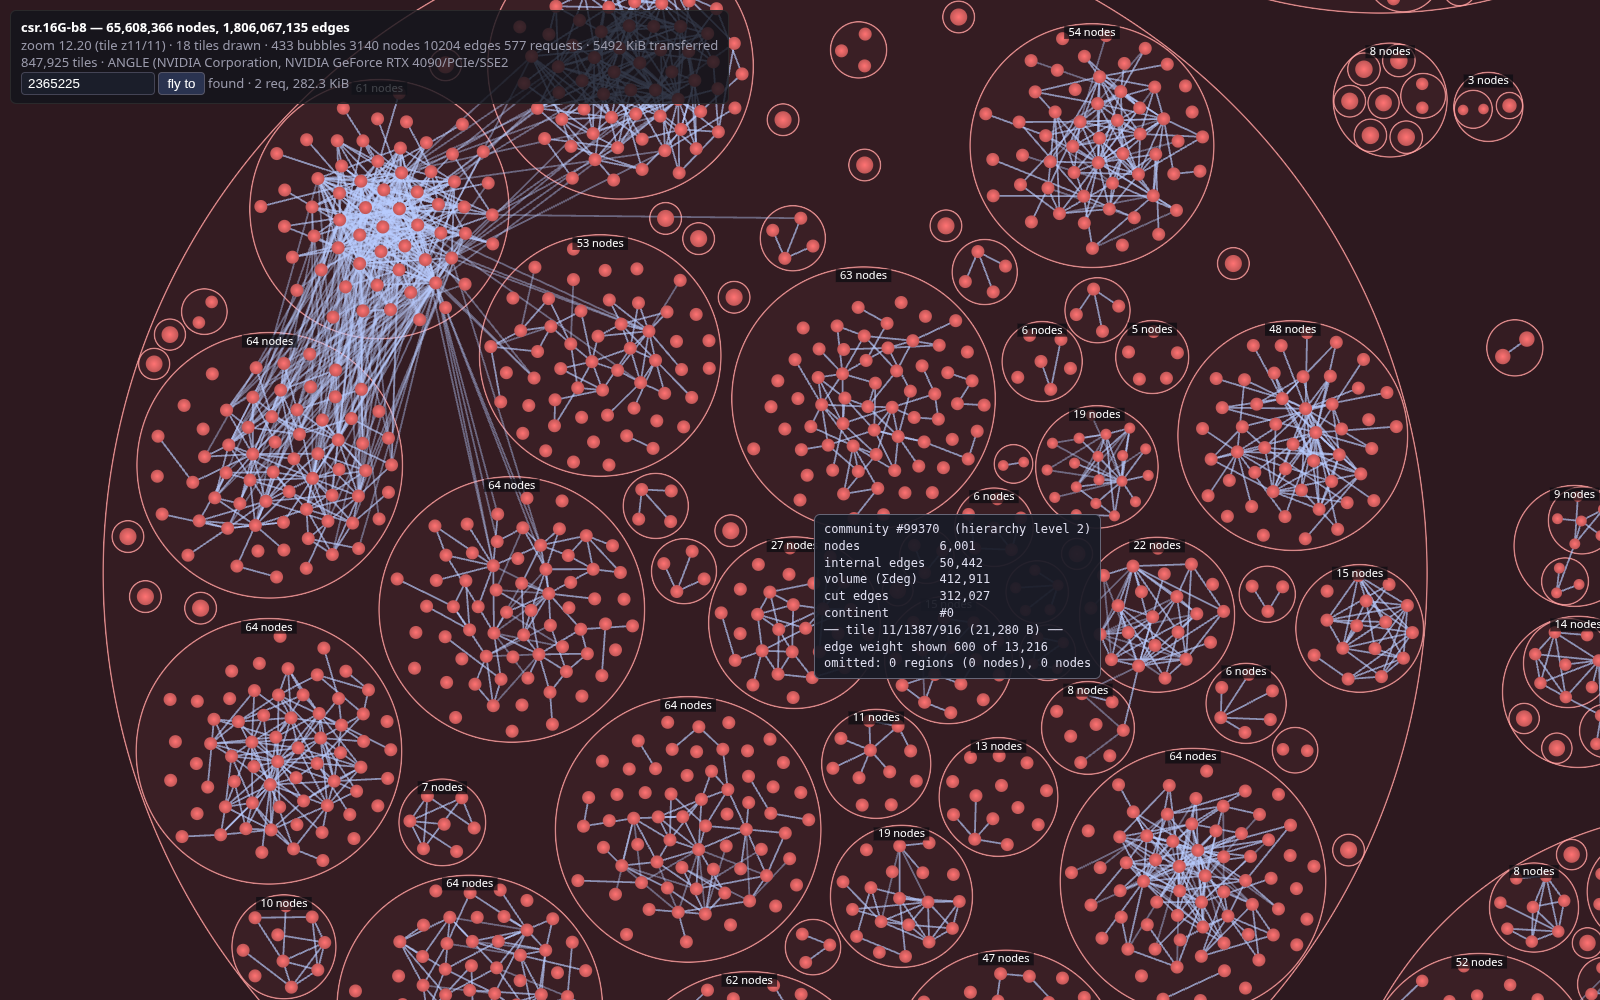 csr.16G-b8 — 65,608,366 nodes, 1,806,067,135 edges
zoom 12.20 (tile z11/11) · 18 tiles drawn · 433 bubbles 3140 nodes 10204 edges 577 requests · 5492 KiB transferred
847,925 tiles · ANGLE (NVIDIA Corporation, NVIDIA GeForce RTX 4090/PCIe/SSE2
2365225 fly to found · 2 req, 282.3 KiB
61 nodes
54 nodes
8 nodes
3 nodes
53 nodes
63 nodes
6 nodes
5 nodes
48 nodes
64 nodes
19 nodes
64 nodes
6 nodes
9 nodes
27 nodes
22 nodes
community #99370 (hierarchy level 2)
nodes 6,001
internal edges 50,442
volume (Σdeg) 412,911
cut edges 312,027
continent #0
── tile 11/1387/916 (21,280 B) ──
edge weight shown 600 of 13,216
omitted: 0 regions (0 nodes), 0 nodes
15 nodes
64 nodes
14 nodes
6 nodes
8 nodes
64 nodes
11 nodes
13 nodes
64 nodes
7 nodes
19 nodes
8 nodes
64 nodes
10 nodes
47 nodes
52 nodes
62 nodes